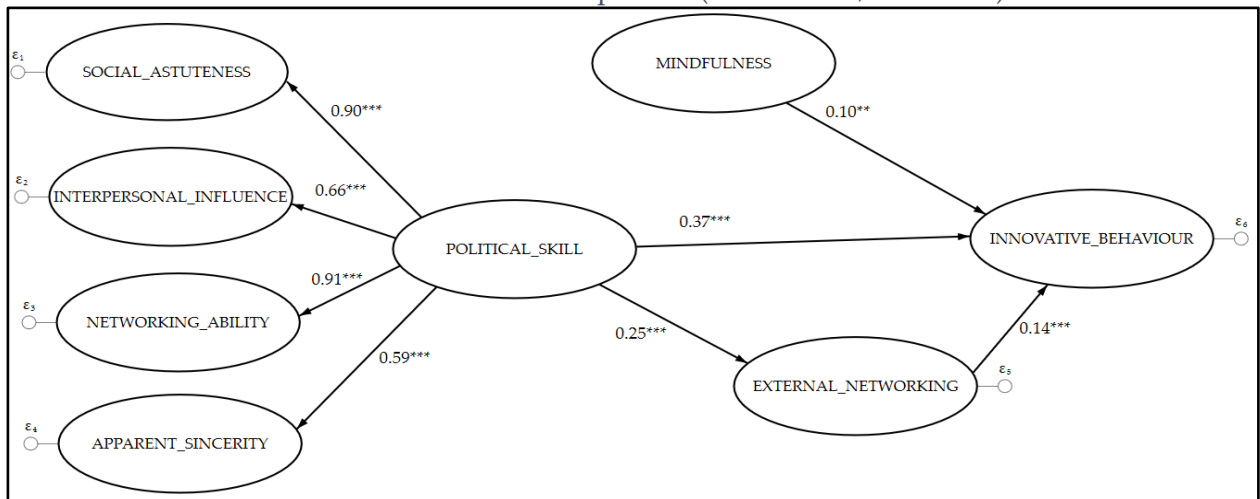 ε₁
SOCIAL_ASTUTENESS
MINDFULNESS
0.90***
0.10**
ε₂
INTERPERSONAL_INFLUENCE
0.66***
0.37***
ε₆
POLITICAL_SKILL
INNOVATIVE_BEHAVIOUR
ε₃
NETWORKING_ABILITY
0.91***
0.25***
0.14***
0.59***
EXTERNAL_NETWORKING
ε₅
ε₄
APPARENT_SINCERITY